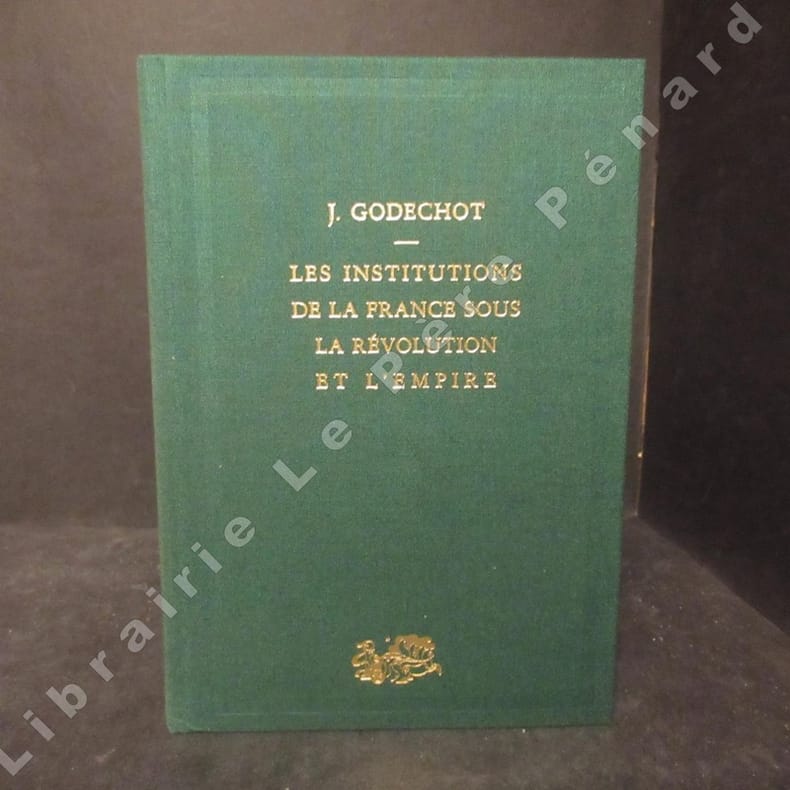 J. GODECHOT
LES INSTITUTIONS
DE LA FRANCE SOUS
LA RÉVOLUTION
ET L'EMPIRE
Librairie Le Père Pénard